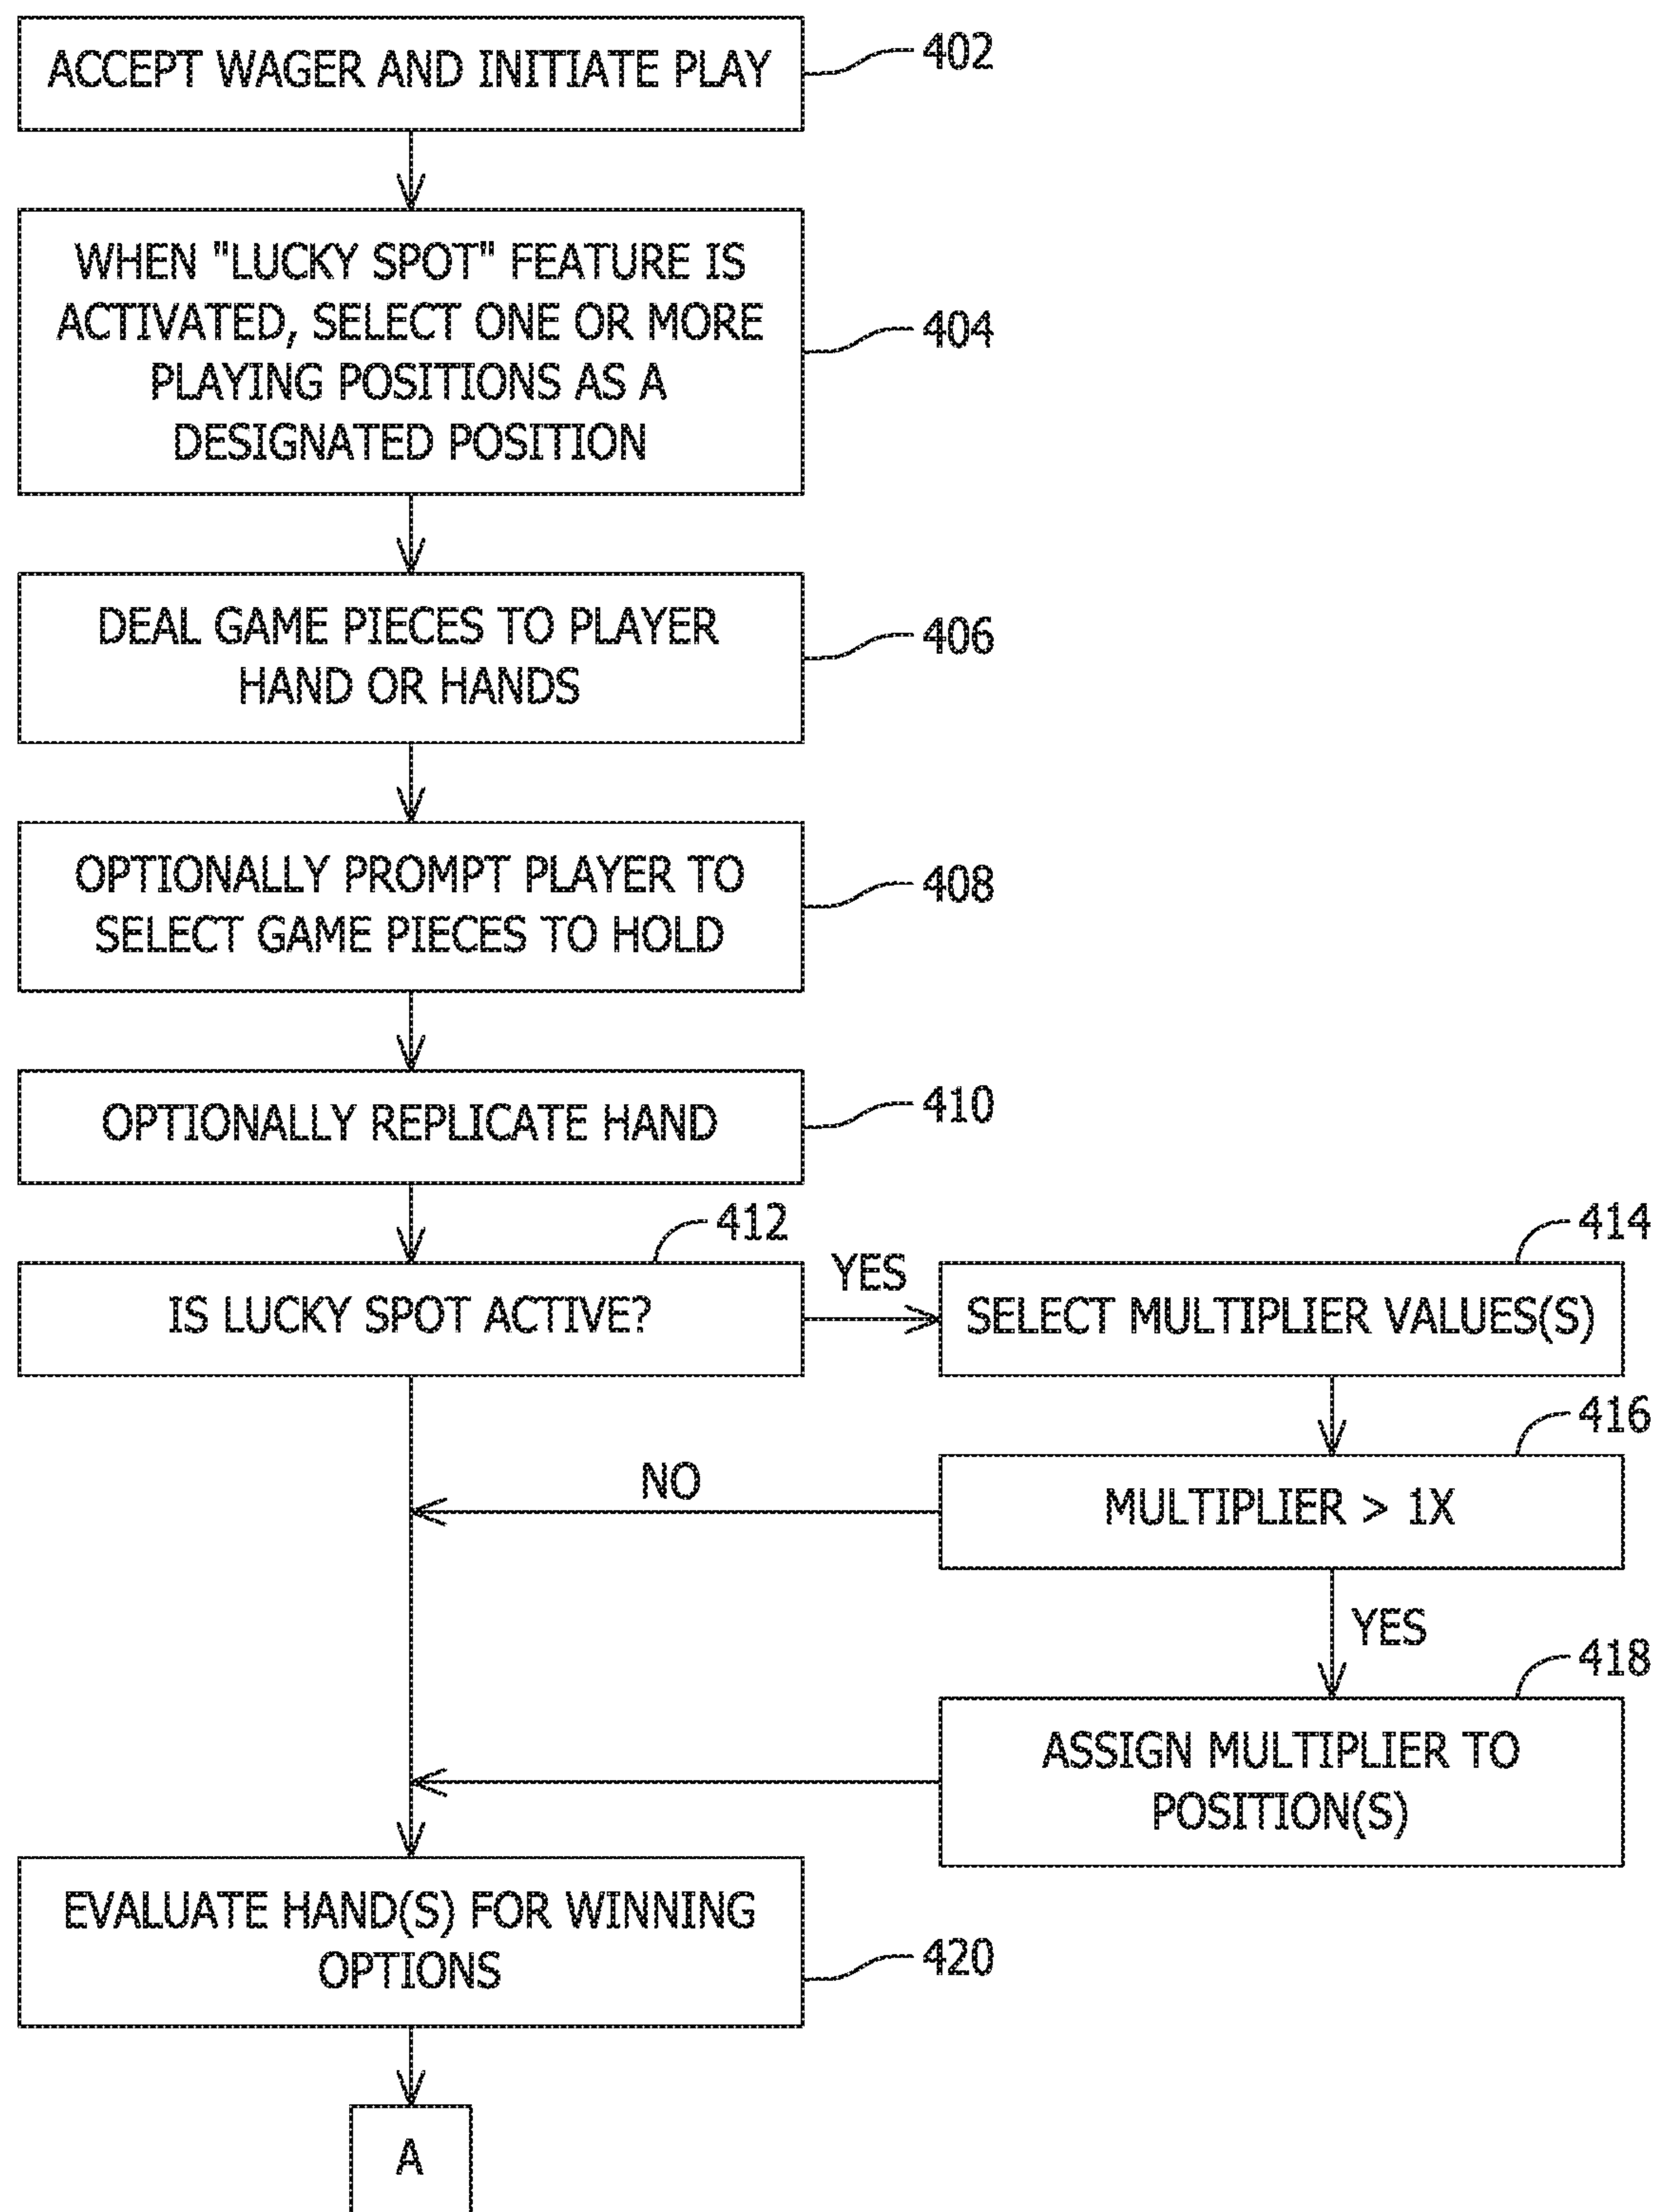 ACCEPT WAGER AND INITIATE PLAY
402
WHEN "LUCKY SPOT" FEATURE IS
ACTIVATED, SELECT ONE OR MORE
PLAYING POSITIONS AS A
DESIGNATED POSITION
404
DEAL GAME PIECES TO PLAYER
HAND OR HANDS
406
OPTIONALLY PROMPT PLAYER TO
SELECT GAME PIECES TO HOLD
408
OPTIONALLY REPLICATE HAND
410
412
IS LUCKY SPOT ACTIVE?
YES
414
SELECT MULTIPLIER VALUES(S)
416
MULTIPLIER > 1X
NO
YES
418
ASSIGN MULTIPLIER TO
POSITION(S)
EVALUATE HAND(S) FOR WINNING
OPTIONS
420
A